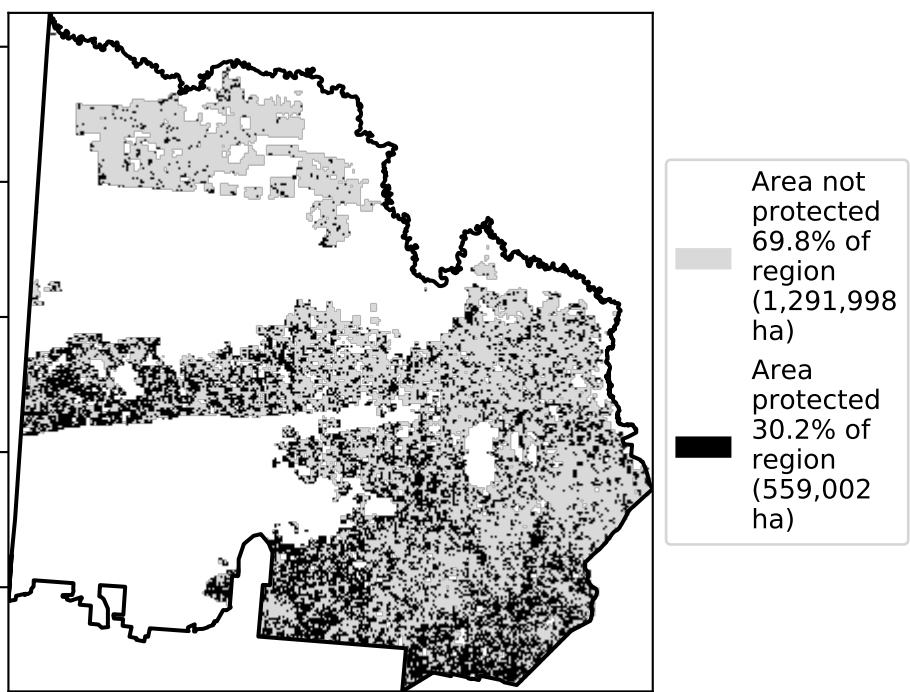 Area not
protected
69.8% of
region
(1,291,998
ha)
Area
protected
30.2% of
region
(559,002
ha)